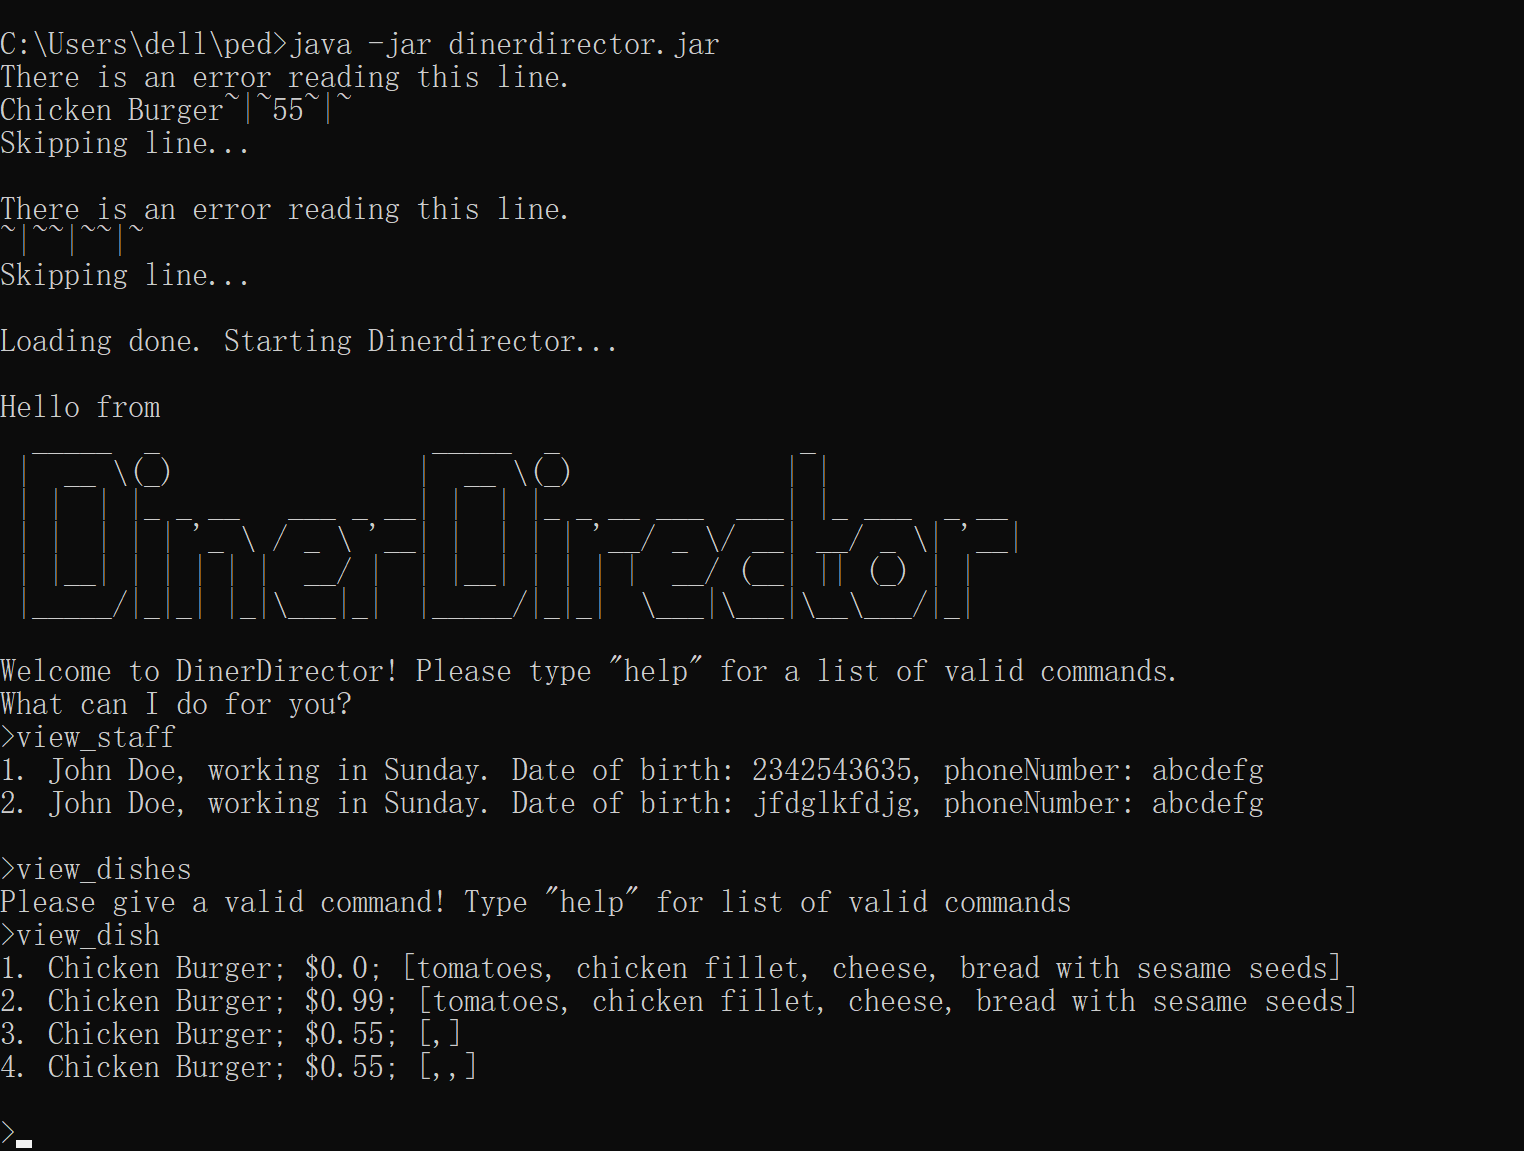 C:\Users\dell\ped>java -jar dinerdirector.jar
There is an error reading this line.
Chicken Burger~|~55~|~
Skipping line...
There is an error reading this line.
~|~~|~~|~
Skipping line...
Loading done. Starting Dinerdirector...
Hello from
DinerDirector
Welcome to DinerDirector! Please type "help" for a list of valid commands.
What can I do for you?
>view_staff
1. John Doe, working in Sunday. Date of birth: 2342543635, phoneNumber: abcdefg
2. John Doe, working in Sunday. Date of birth: jfdglkfdjg, phoneNumber: abcdefg
>view_dishes
Please give a valid command! Type "help" for list of valid commands
>view_dish
1. Chicken Burger; $0.0; [tomatoes, chicken fillet, cheese, bread with sesame seeds]
2. Chicken Burger; $0.99; [tomatoes, chicken fillet, cheese, bread with sesame seeds]
3. Chicken Burger; $0.55; [,]
4. Chicken Burger; $0.55; [,,]
>